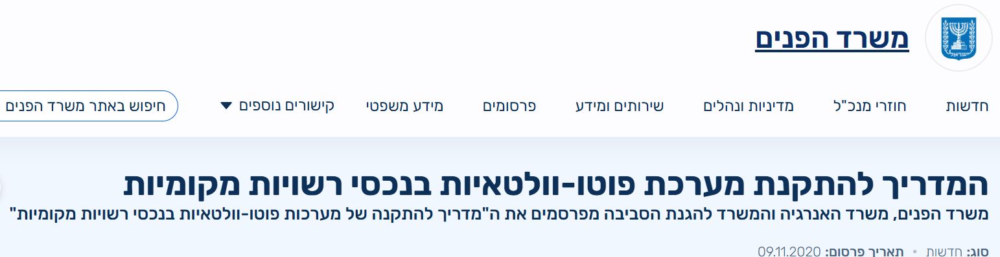 משרד הפנים
חדשות
חוזרי מנכ"ל
מדיניות ונהלים
שירותים ומידע
פרסומים
מידע משפטי
קישורים נוספים
חיפוש באתר משרד הפנים
המדריך להתקנת מערכת פוטו-וולטאיות בנכסי רשויות מקומיות
משרד הפנים, משרד האנרגיה והמשרד להגנת הסביבה מפרסמים את ה"מדריך להתקנה של מערכות פוטו-וולטאיות בנכסי רשויות מקומיות"
סוג: חדשות • תאריך פרסום: 09.11.2020